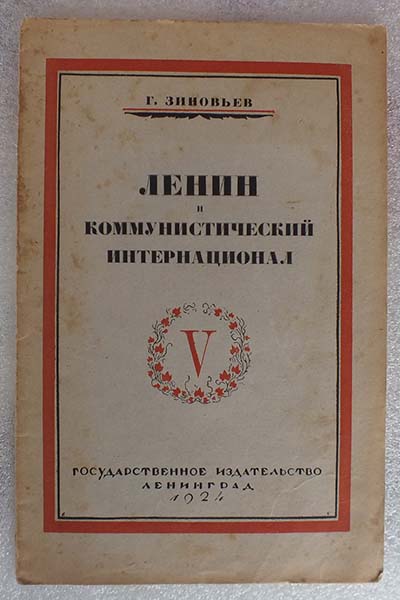 Г. ЗИНОВЬЕВ
ЛЕНИН
И
КОММУНИСТИЧЕСКИЙ
ИНТЕРНАЦИОНАЛ
V
ГОСУДАРСТВЕННОЕ ИЗДАТЕЛЬСТВО
ЛЕНИНГРАД
1924